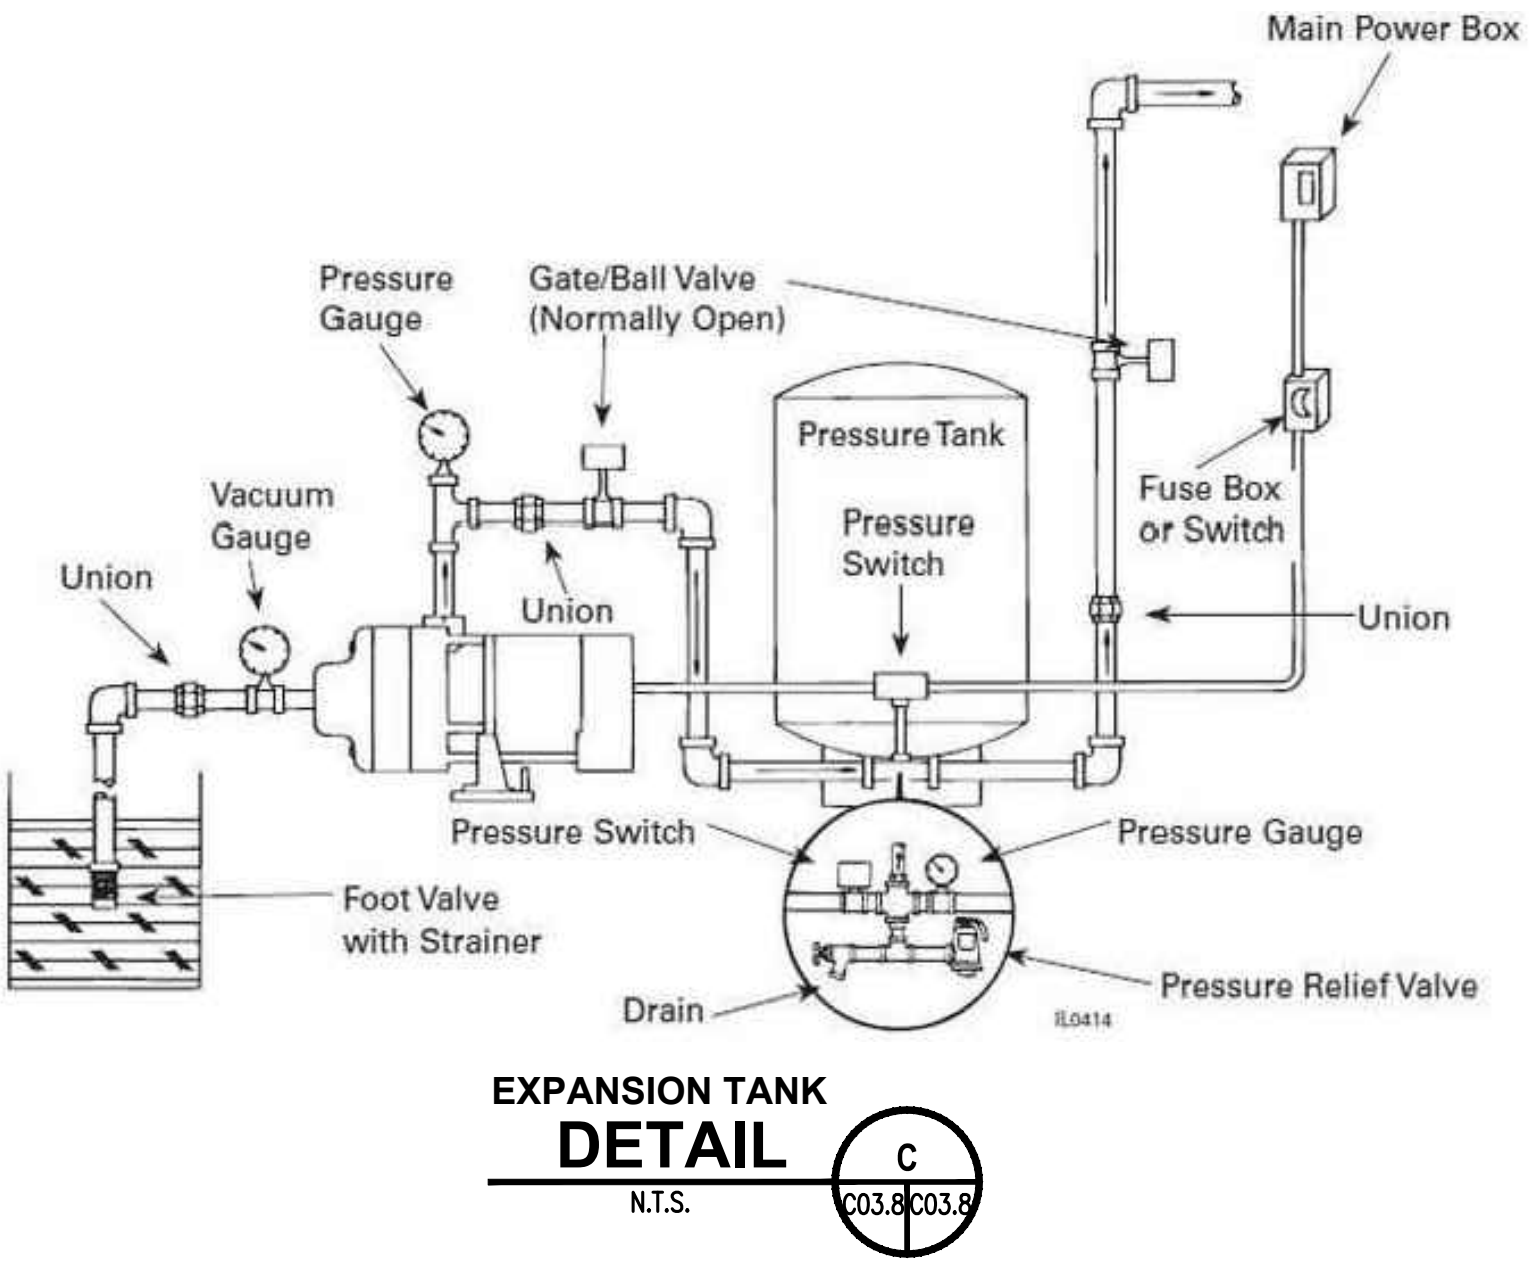 Main Power Box
Pressure
Gauge
Gate/Ball Valve
(Normally Open)
Pressure Tank
Vacuum
Gauge
Fuse Box
or Switch
Pressure
Switch
Union
Union
Union
Pressure Switch
Pressure Gauge
Foot Valve
with Strainer
Pressure Relief Valve
Drain
IL0414
EXPANSION TANK
DETAIL
N.T.S.
C
C03.8
C03.8